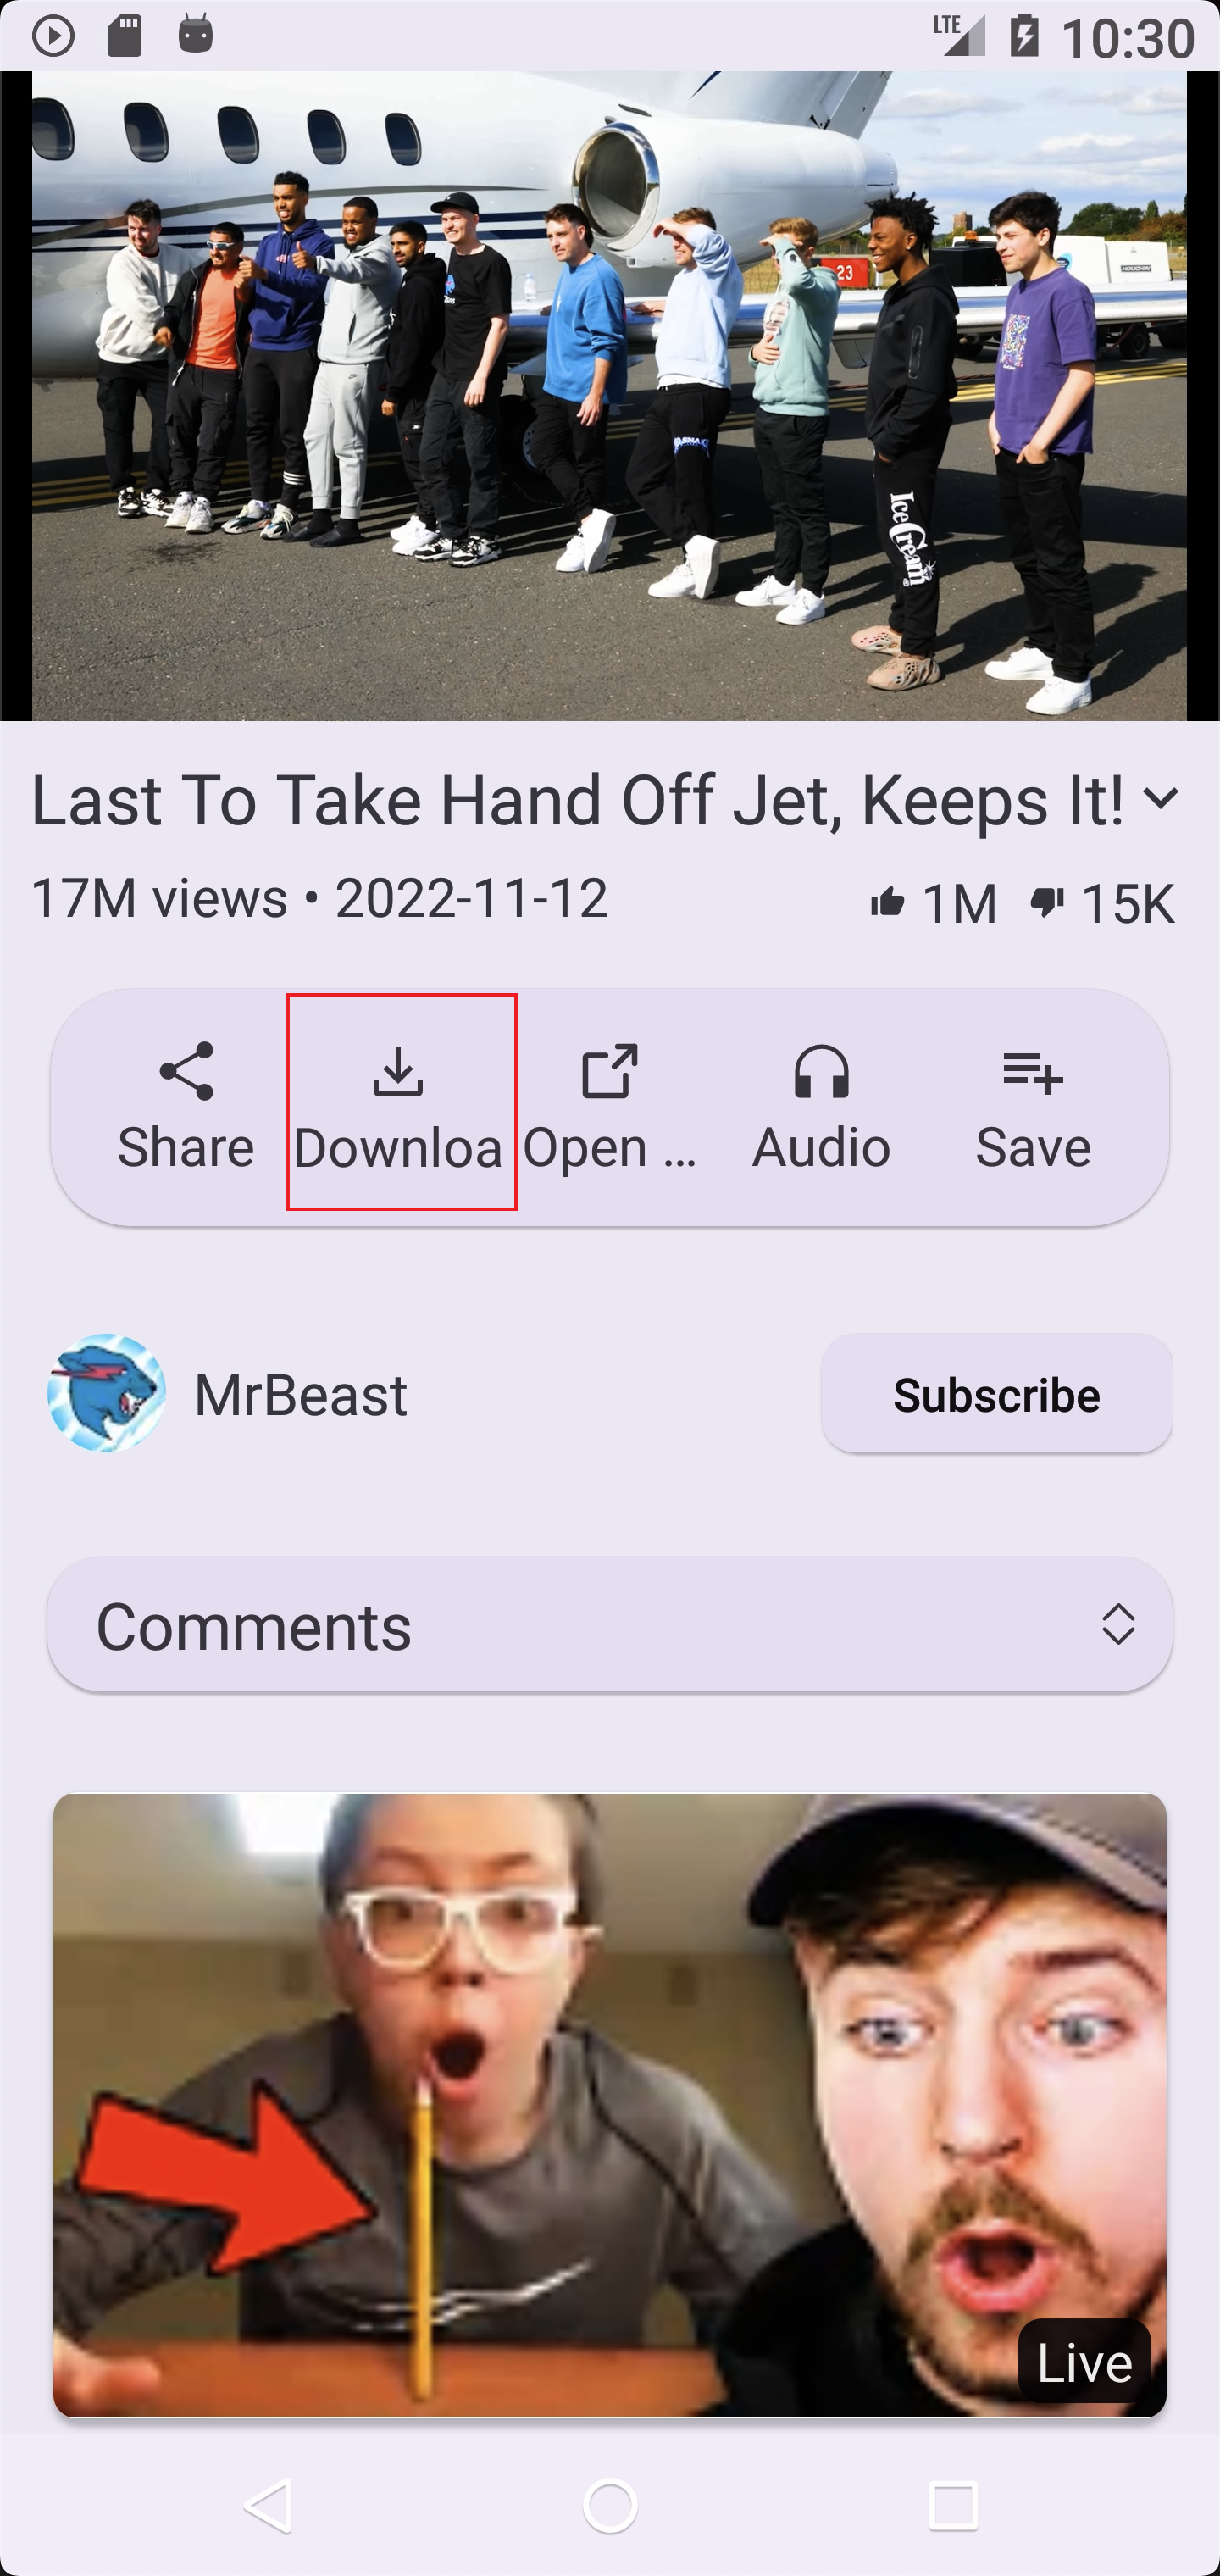 LTE 10:30
23
Ice Cream
Last To Take Hand Off Jet, Keeps It!
17M views • 2022-11-12 1M 15K
Share Downloa Open ... Audio Save
MrBeast Subscribe
Comments
Live